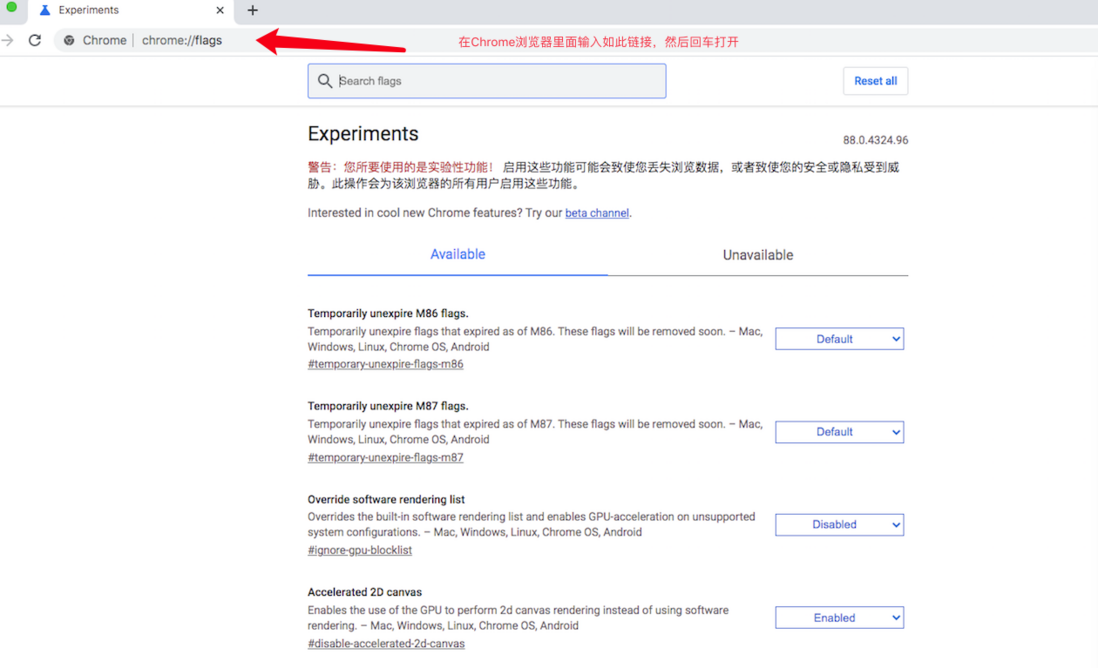 Experiments
Chrome | chrome://flags
在Chrome浏览器里面输入如此链接，然后回车打开
Search flags
Reset all
Experiments
88.0.4324.96
警告：您所要使用的是实验性功能！ 启用这些功能可能会致使您丢失浏览数据，或者致使您的安全或隐私受到威
胁。此操作会为该浏览器的所有用户启用这些功能。
Interested in cool new Chrome features? Try our beta channel.
Available
Unavailable
Temporarily unexpire M86 flags.
Temporarily unexpire flags that expired as of M86. These flags will be removed soon. – Mac,
Windows, Linux, Chrome OS, Android
#temporary-unexpire-flags-m86
Default
Temporarily unexpire M87 flags.
Temporarily unexpire flags that expired as of M87. These flags will be removed soon. – Mac,
Windows, Linux, Chrome OS, Android
#temporary-unexpire-flags-m87
Default
Override software rendering list
Overrides the built-in software rendering list and enables GPU-acceleration on unsupported
system configurations. – Mac, Windows, Linux, Chrome OS, Android
#ignore-gpu-blocklist
Disabled
Accelerated 2D canvas
Enables the use of the GPU to perform 2d canvas rendering instead of using software
rendering. – Mac, Windows, Linux, Chrome OS, Android
#disable-accelerated-2d-canvas
Enabled